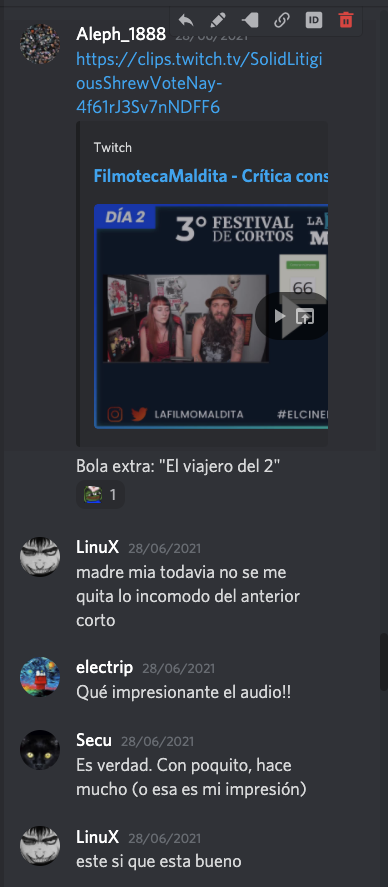 Aleph_1888 28/06/2021
ID
https://clips.twitch.tv/SolidLitigi
ousShrewVoteNay-
4f61rJ3Sv7nNDFF6
Twitch
FilmotecaMaldita - Crítica cons
DÍA 2
3º FESTIVAL
DE CORTOS
LA
M
66
LAFILMOMALDITA
#ELCINE
Bola extra: "El viajero del 2"
1
LinuX 28/06/2021
madre mia todavia no se me
quita lo incomodo del anterior
corto
electrip 28/06/2021
Qué impresionante el audio!!
Secu 28/06/2021
Es verdad. Con poquito, hace
mucho (o esa es mi impresión)
LinuX 28/06/2021
este si que esta bueno